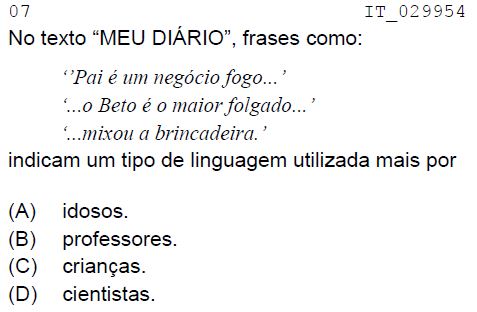 07 IT_029954
No texto “MEU DIÁRIO”, frases como:
‘’Pai é um negócio fogo...’
‘...o Beto é o maior folgado...’
‘...mixou a brincadeira.’
indicam um tipo de linguagem utilizada mais por
(A) idosos.
(B) professores.
(C) crianças.
(D) cientistas.